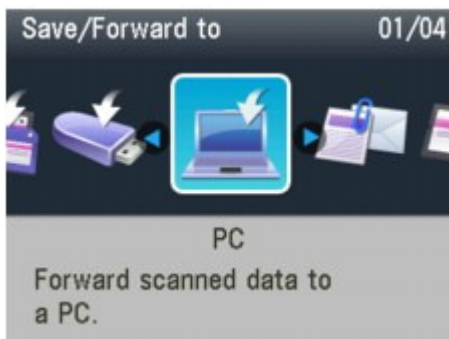 Save/Forward to 01/04
PC
Forward scanned data to
a PC.